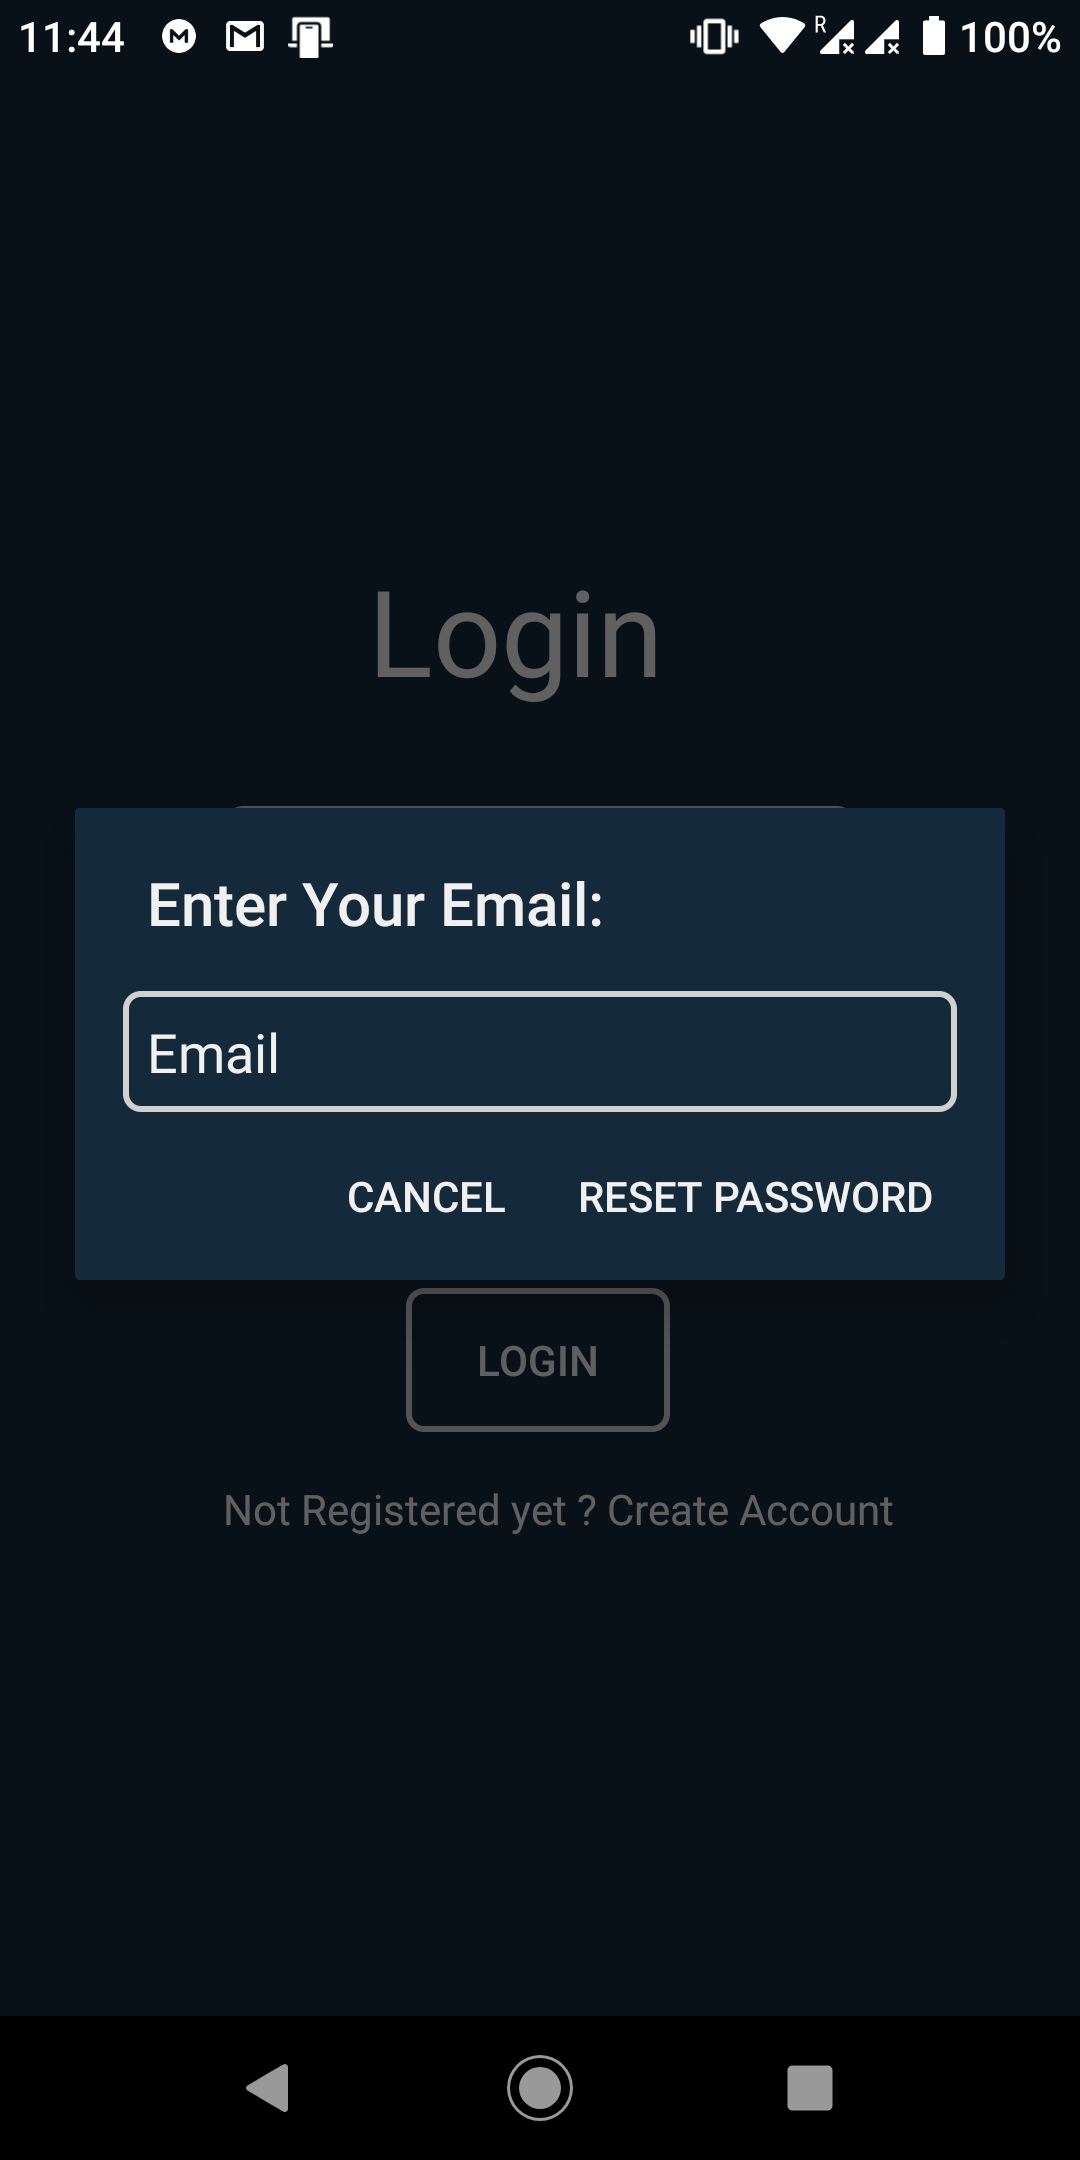 11:44 R 100%
Login
Enter Your Email:
Email
CANCEL RESET PASSWORD
LOGIN
Not Registered yet ? Create Account